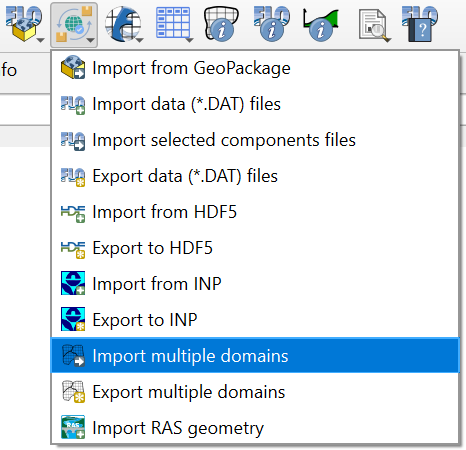 fo
Import from GeoPackage
Import data (*.DAT) files
Import selected components files
Export data (*.DAT) files
Import from HDF5
Export to HDF5
Import from INP
Export to INP
Import multiple domains
Export multiple domains
Import RAS geometry